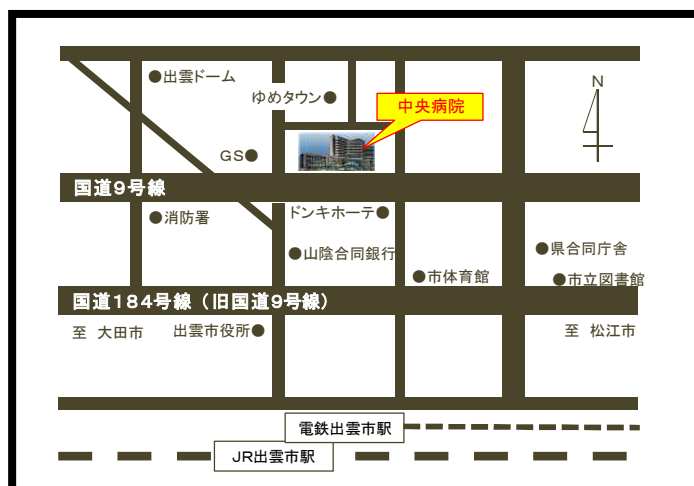 出雲ドーム
N
ゆめタウン
中央病院
GS
国道9号線
消防署
ドンキホーテ
山陰合同銀行
県合同庁舎
市体育館
市立図書館
国道184号線（旧国道9号線）
至 大田市
出雲市役所
至 松江市
電鉄出雲市駅
JR出雲市駅